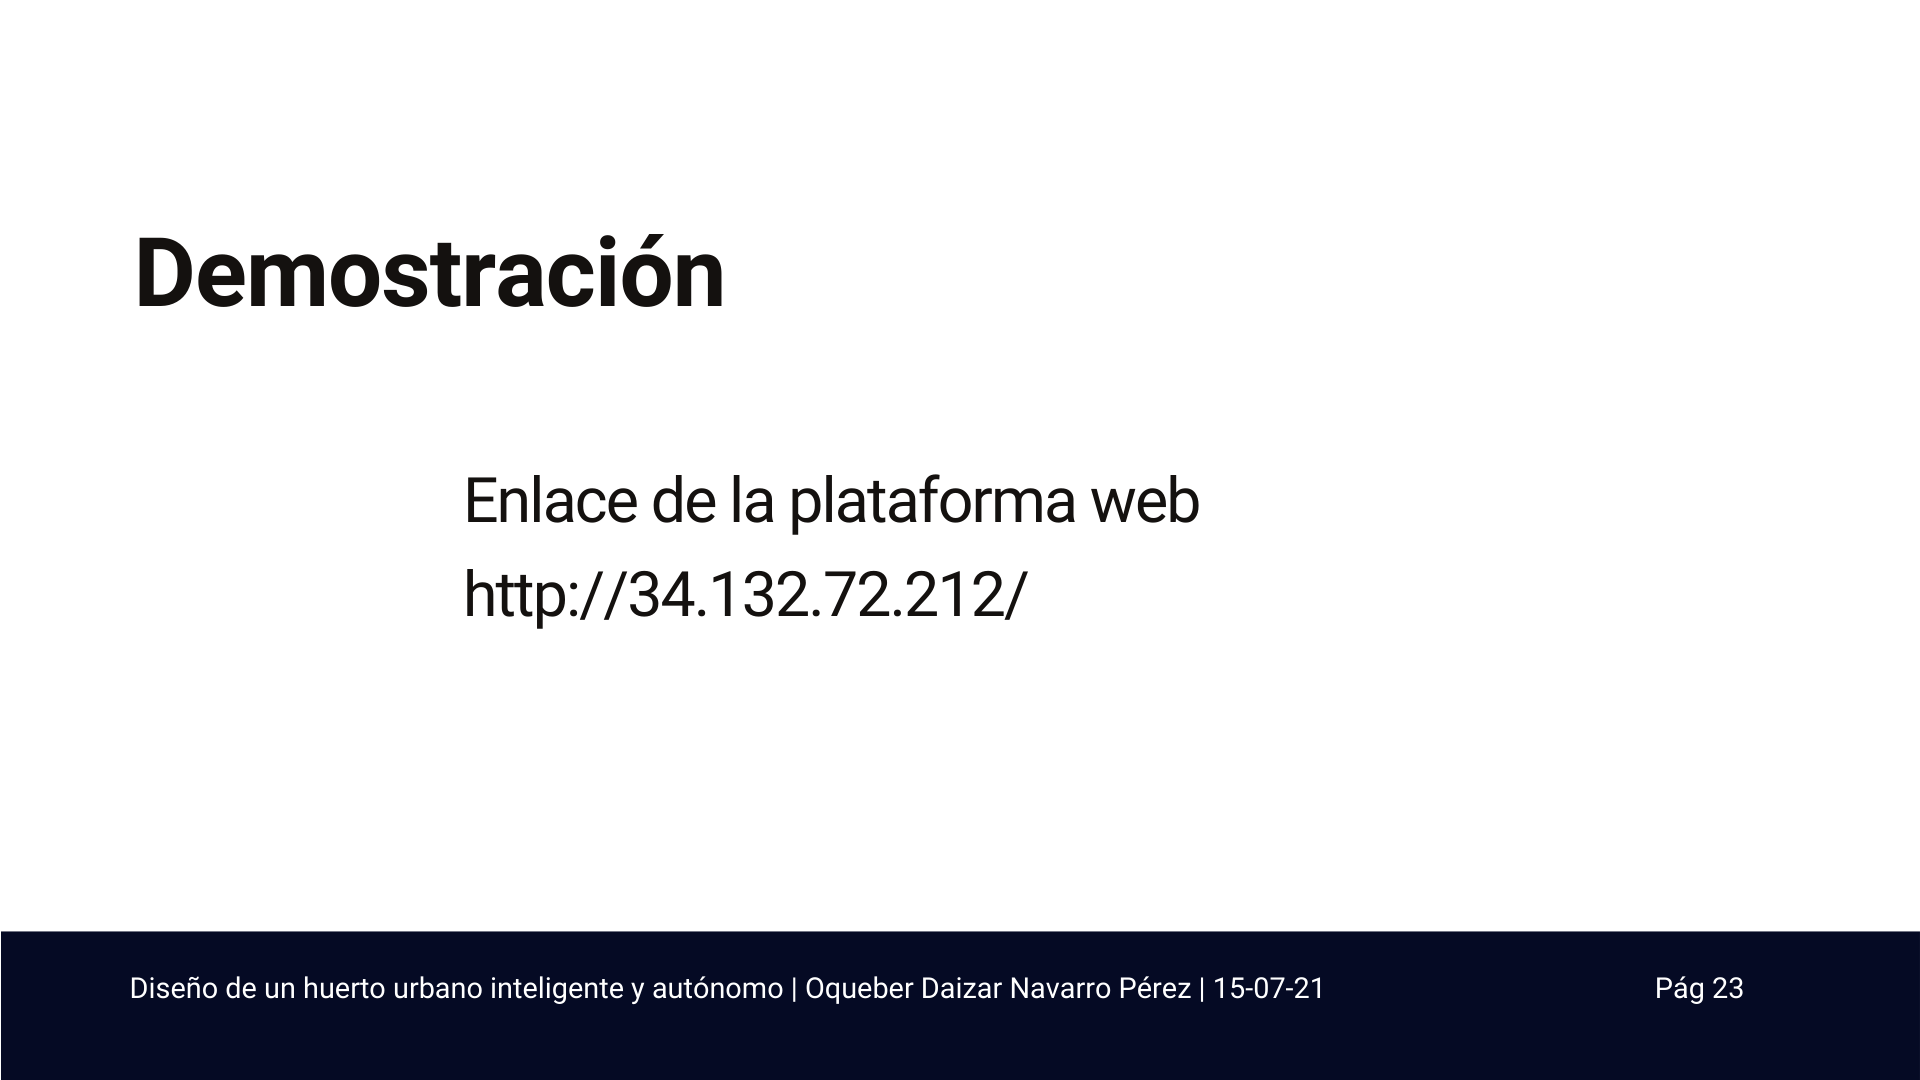 Demostración
Enlace de la plataforma web
http://34.132.72.212/
Diseño de un huerto urbano inteligente y autónomo | Oqueber Daizar Navarro Pérez | 15-07-21
Pág 23